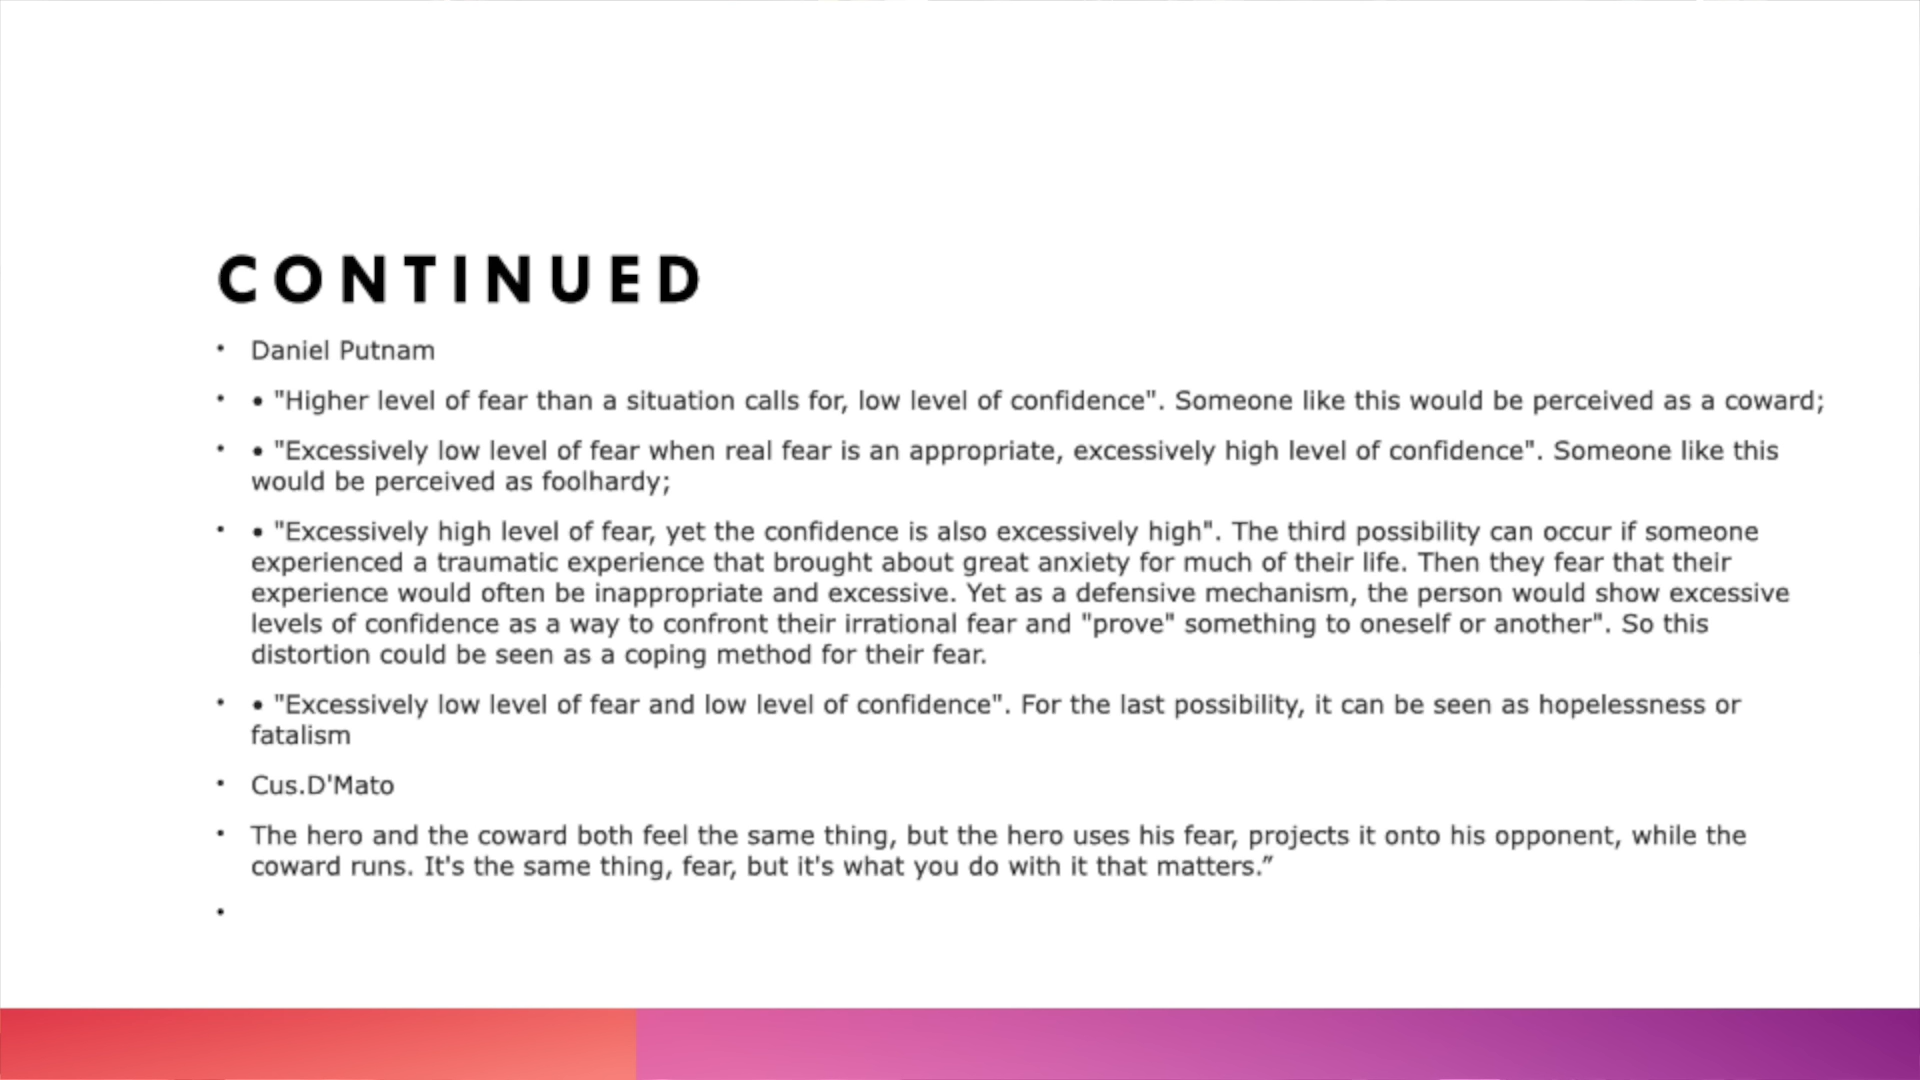 CONTINUED
• Daniel Putnam
• • "Higher level of fear than a situation calls for, low level of confidence". Someone like this would be perceived as a coward;
• • "Excessively low level of fear when real fear is an appropriate, excessively high level of confidence". Someone like this
would be perceived as foolhardy;
• • "Excessively high level of fear, yet the confidence is also excessively high". The third possibility can occur if someone
experienced a traumatic experience that brought about great anxiety for much of their life. Then they fear that their
experience would often be inappropriate and excessive. Yet as a defensive mechanism, the person would show excessive
levels of confidence as a way to confront their irrational fear and "prove" something to oneself or another". So this
distortion could be seen as a coping method for their fear.
• • "Excessively low level of fear and low level of confidence". For the last possibility, it can be seen as hopelessness or
fatalism
• Cus.D'Mato
• The hero and the coward both feel the same thing, but the hero uses his fear, projects it onto his opponent, while the
coward runs. It's the same thing, fear, but it's what you do with it that matters.”
•